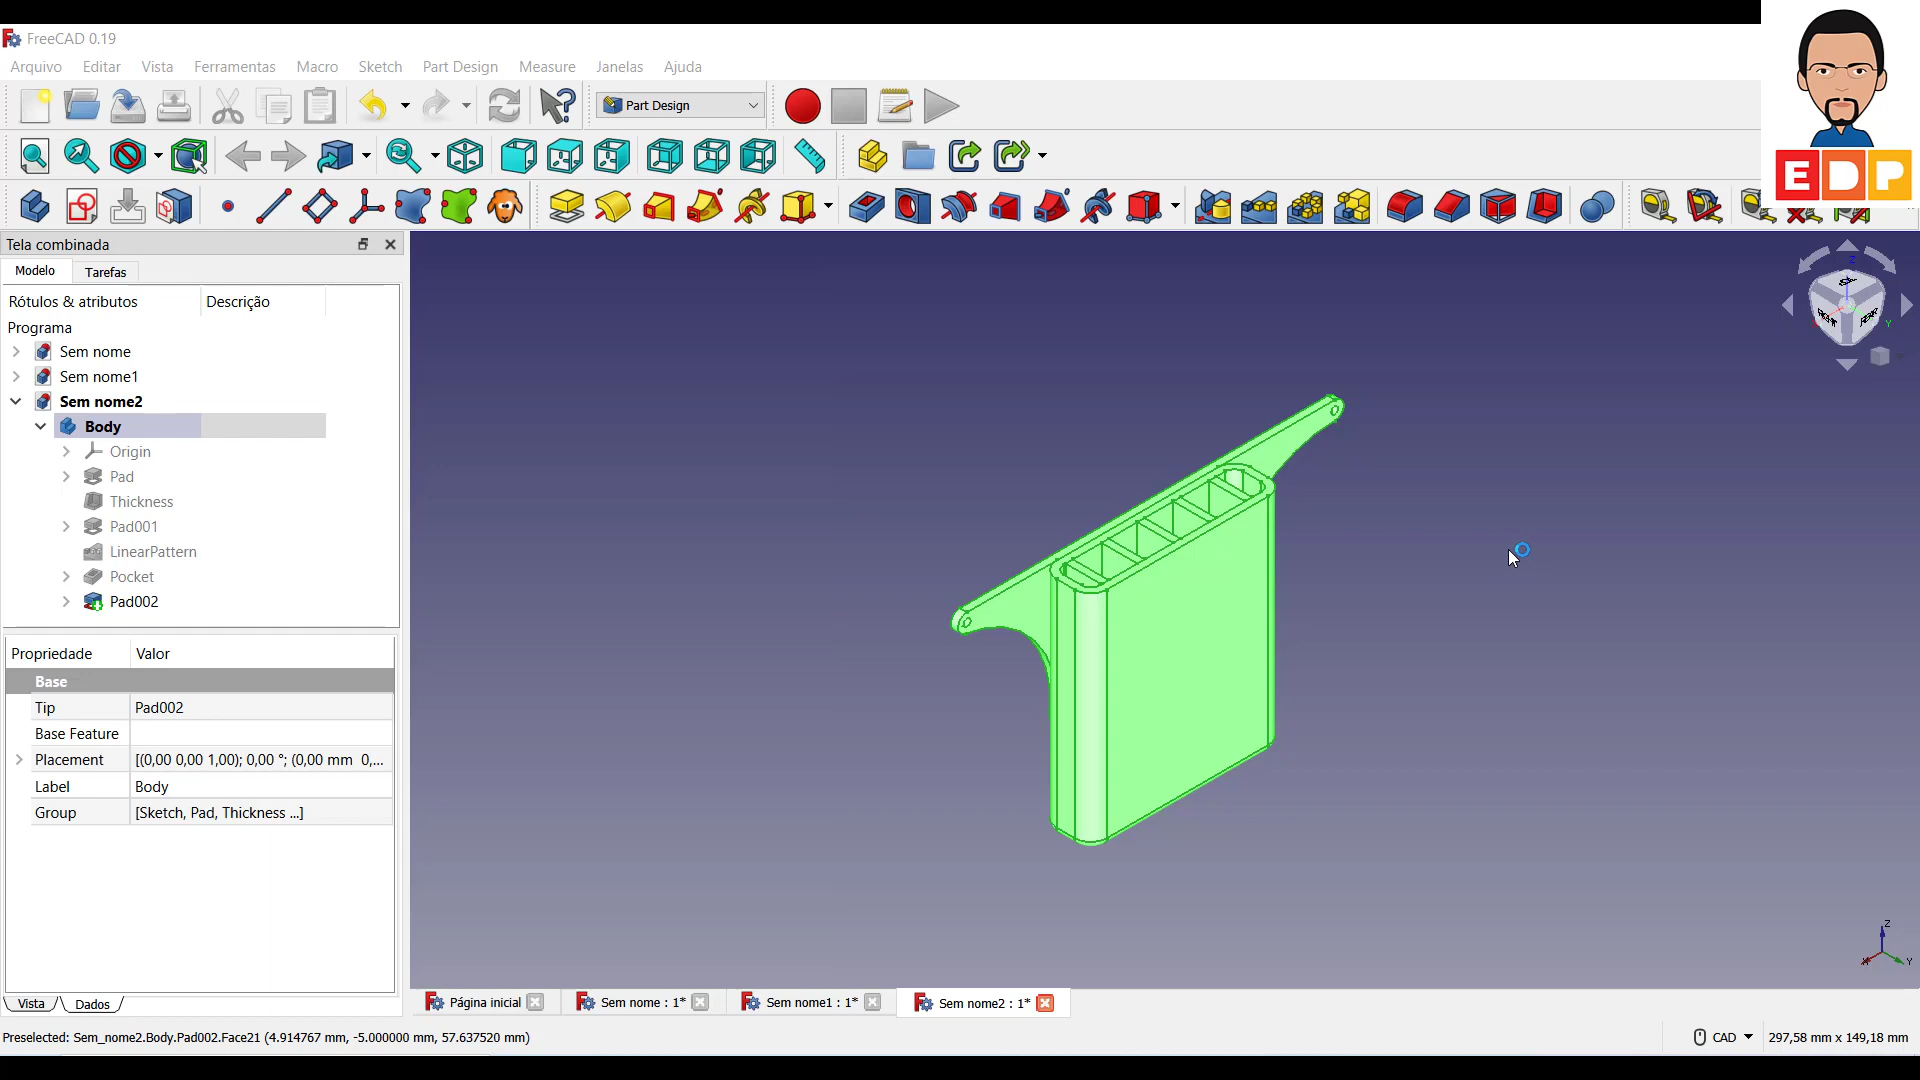 FreeCAD 0.19
Arquivo Editar Vista Ferramentas Macro Sketch Part Design Measure Janelas Ajuda
Part Design
EDP
Tela combinada
Modelo Tarefas
Rótulos & atributos Descrição
Programa
Sem nome
Sem nome1
Sem nome2
Body
Origin
Pad
Thickness
Pad001
LinearPattern
Pocket
Pad002
Propriedade Valor
Base
Tip Pad002
Base Feature
Placement [(0,00 0,00 1,00); 0,00 °; (0,00 mm 0,...
Label Body
Group [Sketch, Pad, Thickness ...]
Z
Y
Z
X Y
Vista Dados
Página inicial Sem nome : 1* Sem nome1 : 1* Sem nome2 : 1*
Preselected: Sem_nome2.Body.Pad002.Face21 (4.914767 mm, -5.000000 mm, 57.637520 mm)
CAD 297,58 mm x 149,18 mm